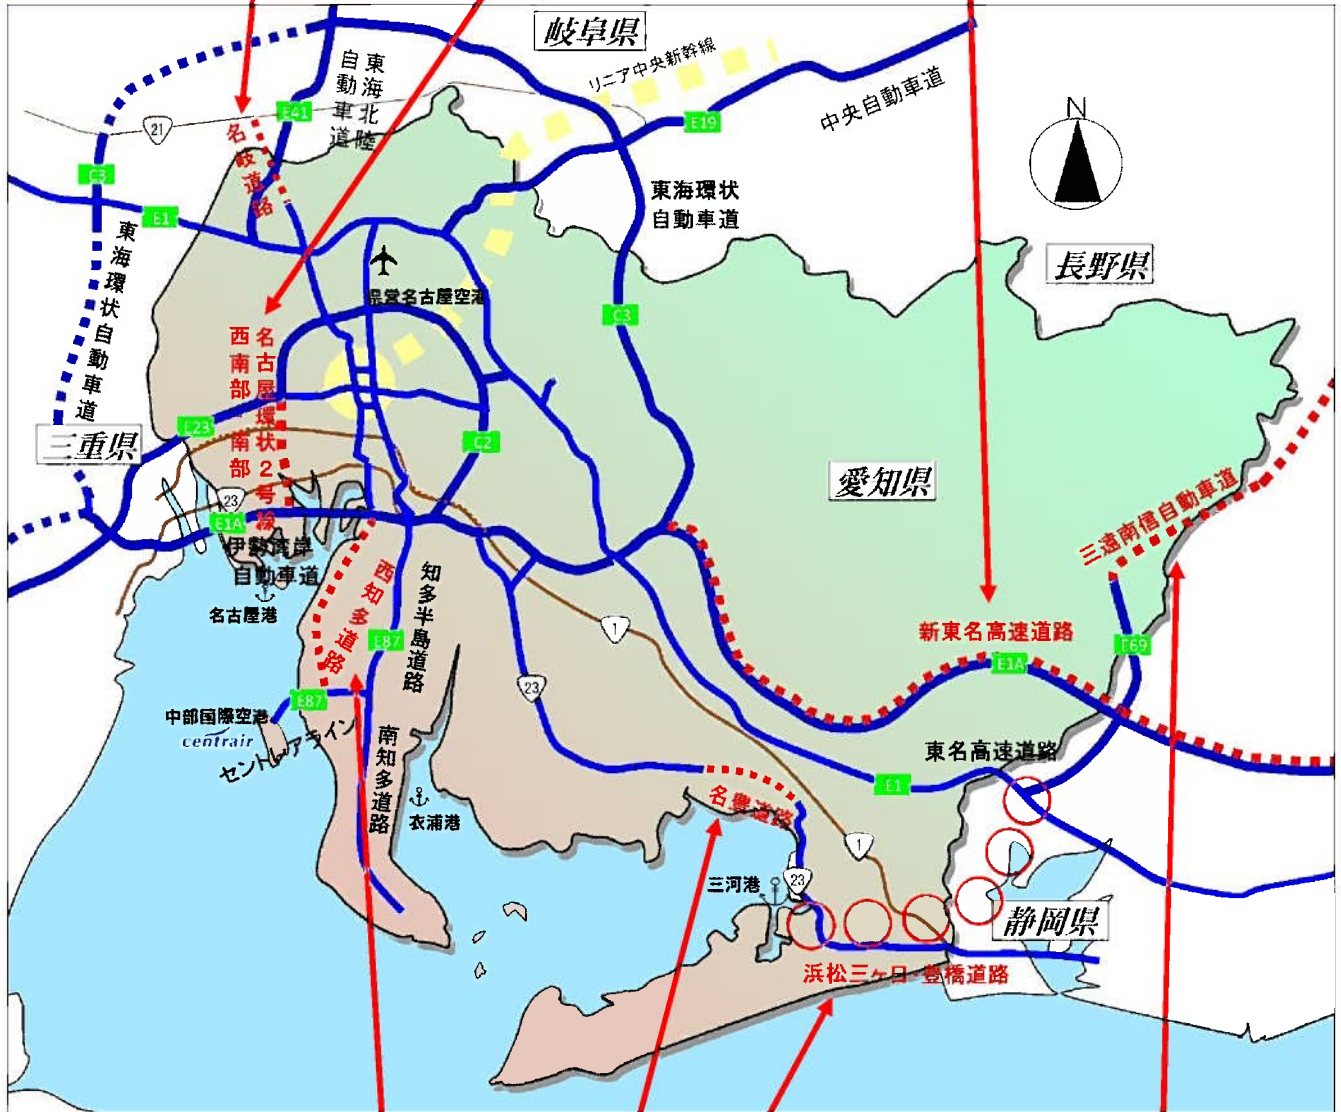 岐阜県
リニア中央新幹線
東海北陸
自動車道
E41
21
名岐道路
E19
中央自動車道
N
C3
E1
東海環状
自動車道
東海環状自動車道
長野県
県営名古屋空港
C3
名古屋環状2号線
西南部・南部
三重県
E23
C2
愛知県
23
E1A
伊勢湾岸
自動車道
名古屋港
三遠南信自動車道
西知多道路
知多半島道路
E87
1
新東名高速道路
E1A
E69
23
E87
中部国際空港
centrair
セントレアライン
南知多道路
衣浦港
東名高速道路
E1
名豊道路
1
三河港
23
静岡県
浜松三ヶ日・豊橋道路